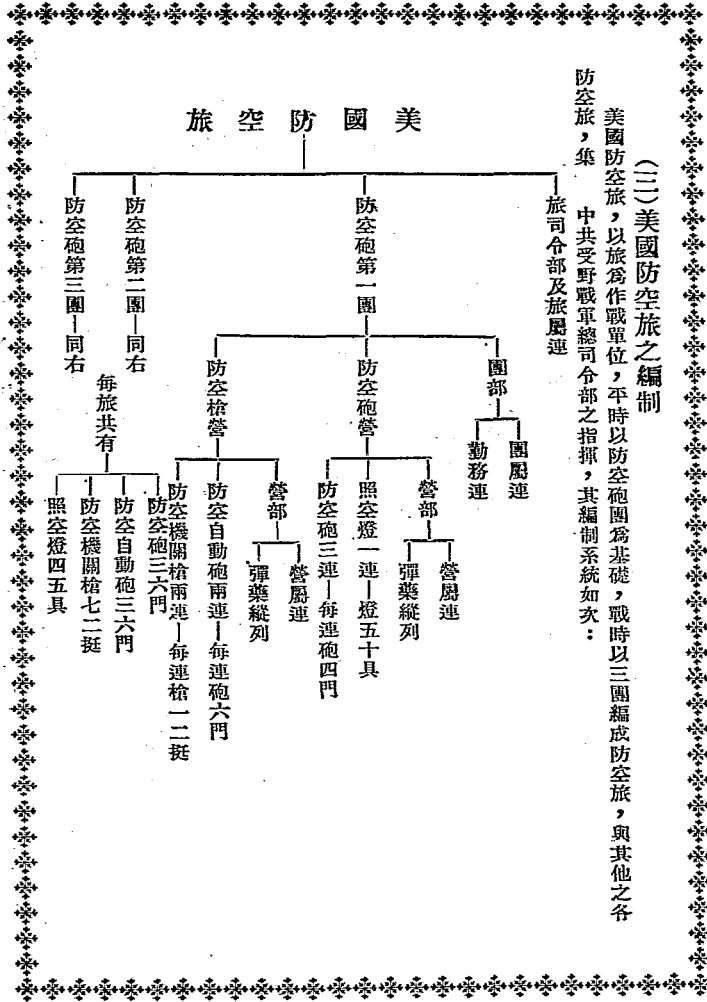 (三)美國防空旅之編制
美國防空旅，以旅爲作戰單位，平時以防空砲團爲基礎，戰時以三團編成防空旅，與其他之各
防空旅，集　中共受野戰軍總司令部之指揮，其編制系統如次：
美國防空旅
旅司令部及旅屬連
防空砲第一團
團部
團屬連
勤務連
防空砲營
營部
營屬連
彈藥縱列
照空燈一連—燈五十具
防空砲三連—每連砲四門
防空槍營
營部
營屬連
彈藥縱列
防空自動砲兩連—每連砲六門
防空機關槍兩連—每連槍一二挺
防空砲第二團—同右
防空砲第三團—同右
每旅共有
防空砲三六門
防空自動砲三六門
防空機關槍七二挺
照空燈四五具